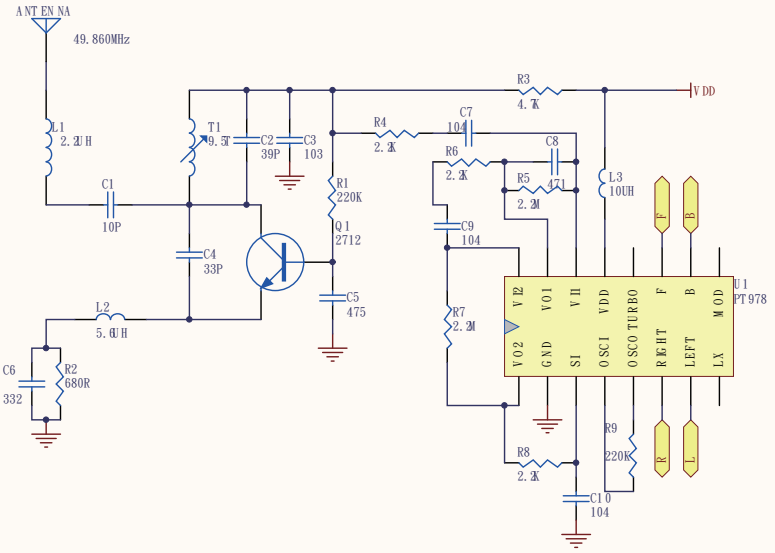 ANTENNA
49.860MHz
L1
2.2UH
T1
9.5T
C2
39P
C3
103
R3
4.7K
VDD
R4
2.2K
C7
104
C8
471
R6
2.2K
R5
2.2M
L3
10UH
F
B
C1
10P
R1
220K
Q1
2712
C9
104
C4
33P
C5
475
L2
5.6UH
R7
2.2M
U1
PT978
VI2
VO1
VI1
VDD
TURBO
F
B
MOD
VO2
GND
SI
OSCI
OSCO
RIGHT
LEFT
LX
C6
332
R2
680R
R9
220K
R
L
R8
2.2K
C10
104